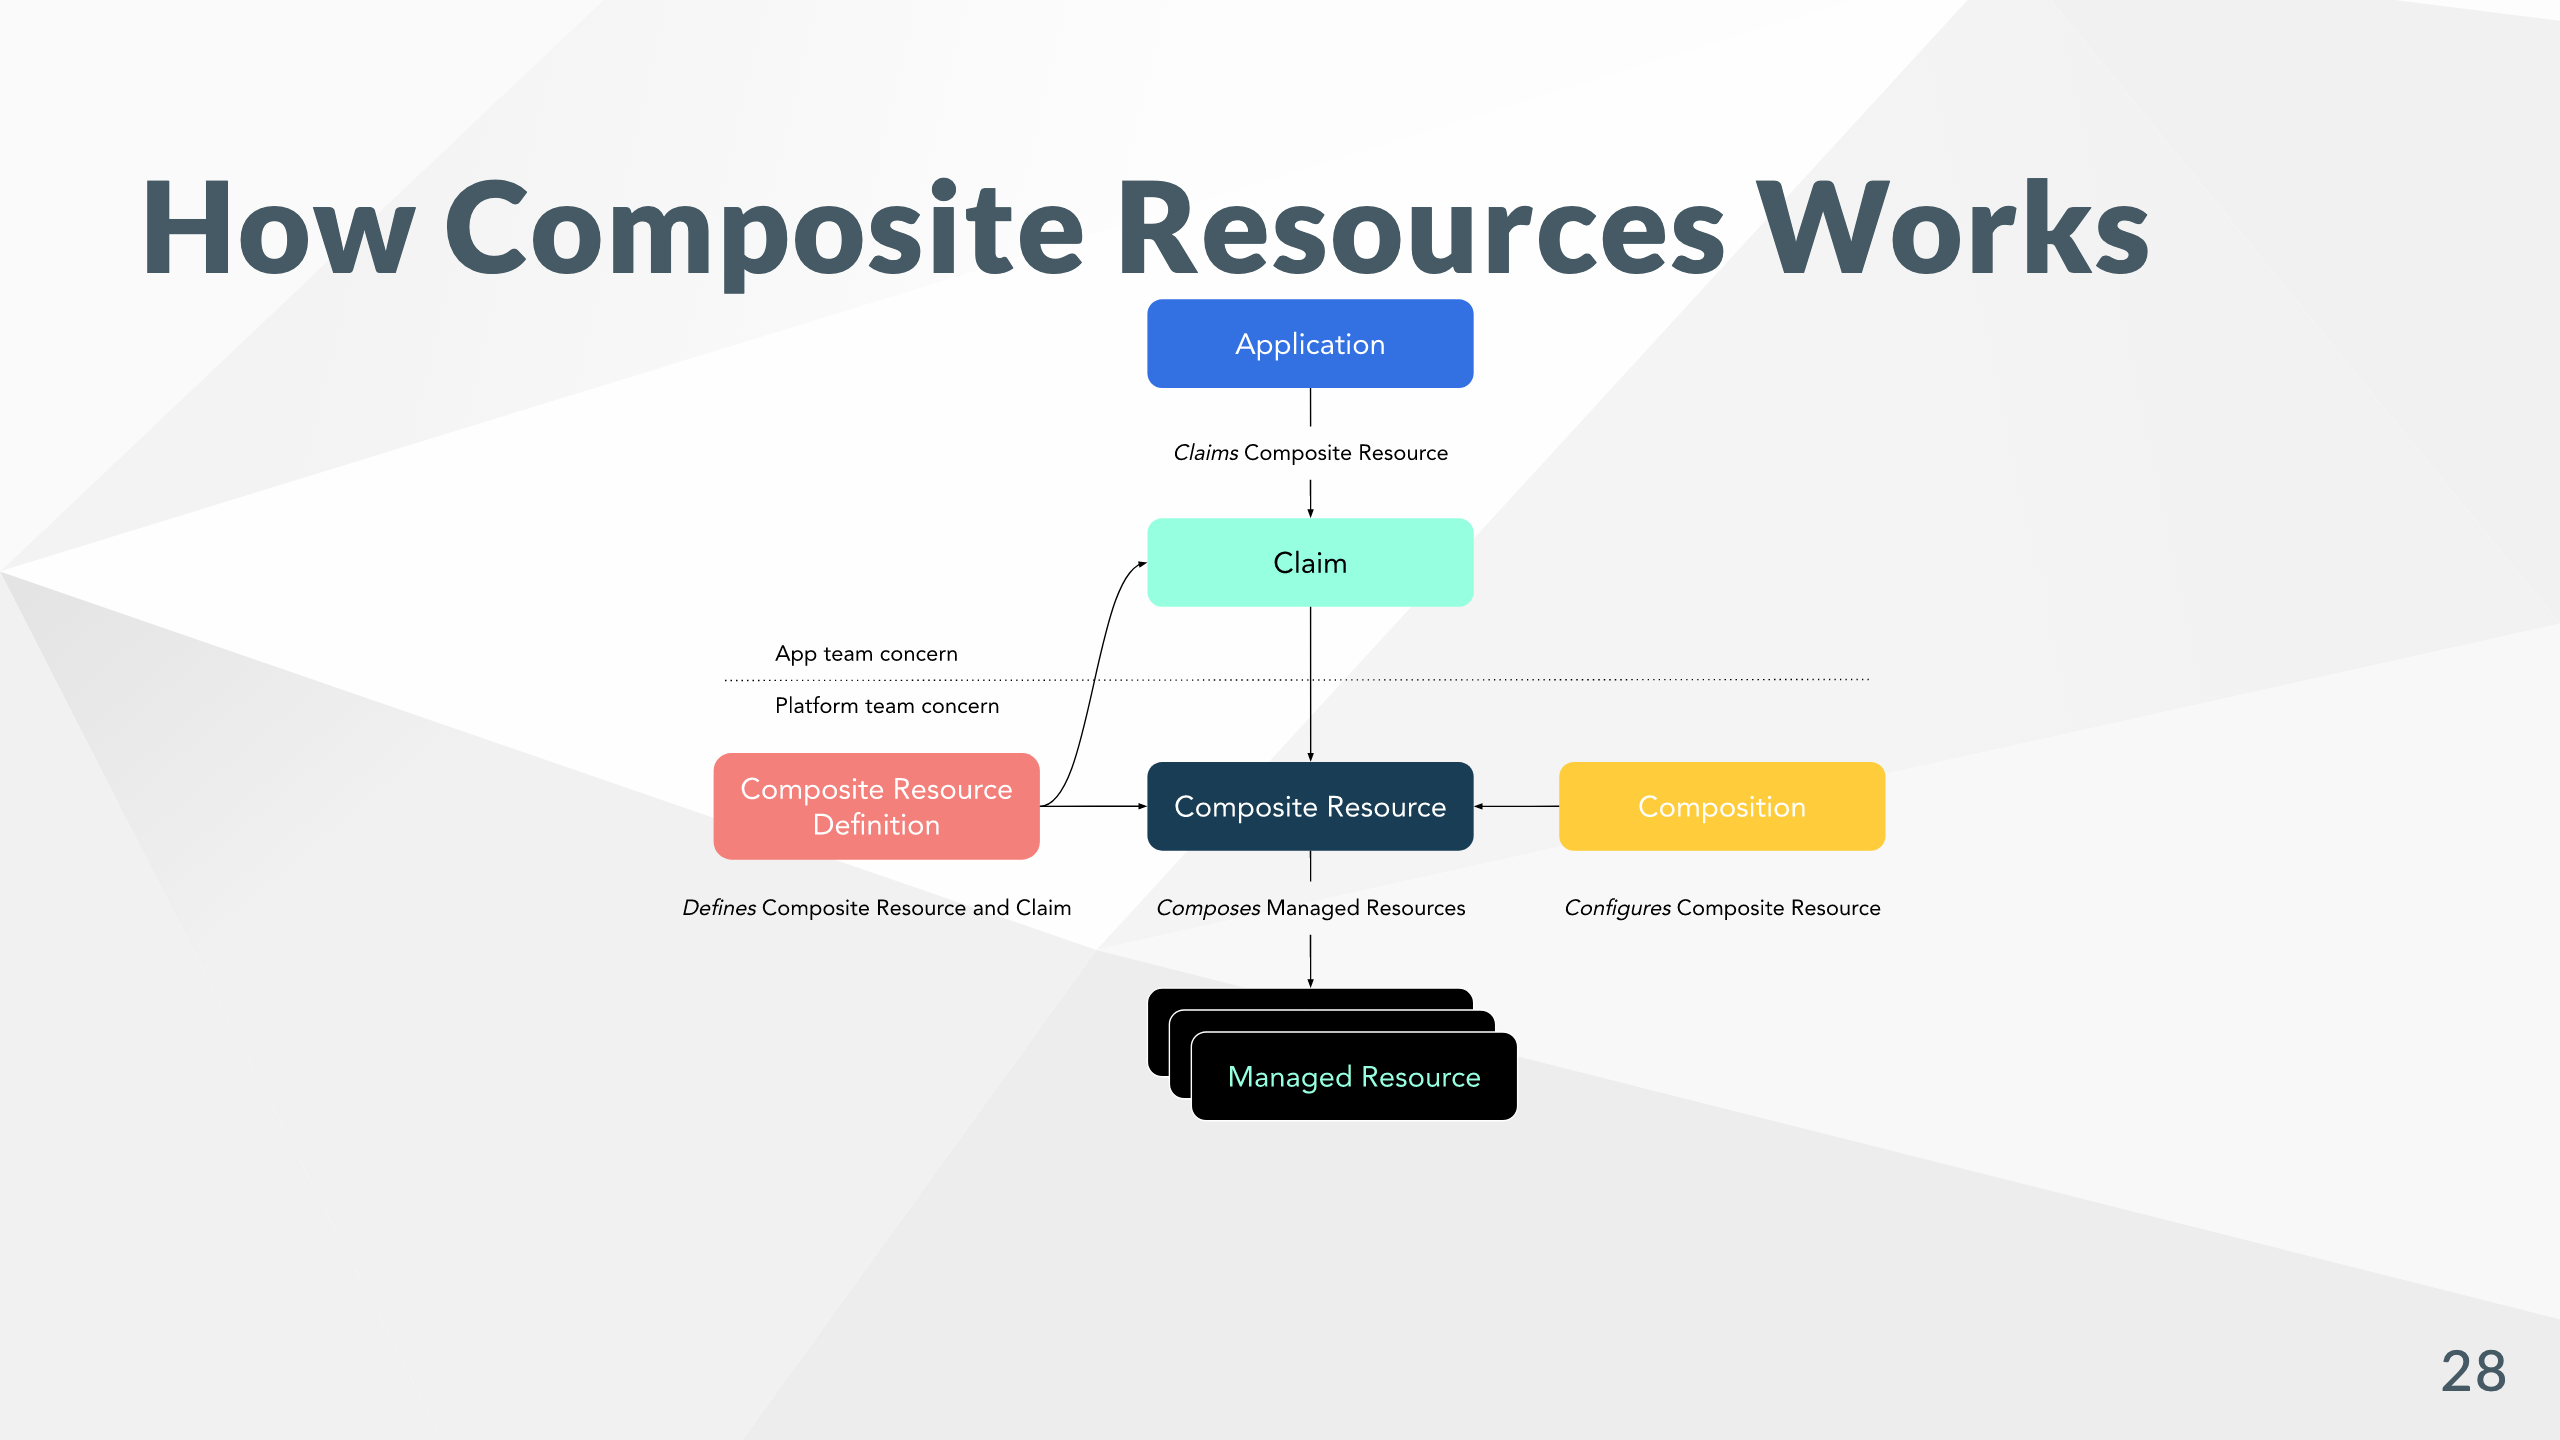 How Composite Resources Works
Application
Claims Composite Resource
Claim
App team concern
Platform team concern
Composite Resource
Definition
Composite Resource
Composition
Defines Composite Resource and Claim
Composes Managed Resources
Configures Composite Resource
Managed Resource
28